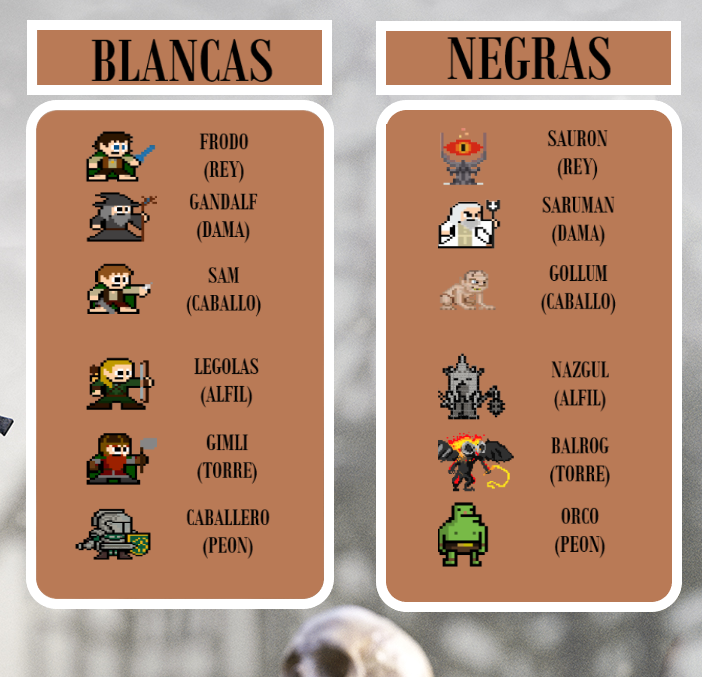 BLANCAS
FRODO
(REY)
GANDALF
(DAMA)
SAM
(CABALLO)
LEGOLAS
(ALFIL)
GIMLI
(TORRE)
CABALLERO
(PEON)
NEGRAS
SAURON
(REY)
SARUMAN
(DAMA)
GOLLUM
(CABALLO)
NAZGUL
(ALFIL)
BALROG
(TORRE)
ORCO
(PEON)